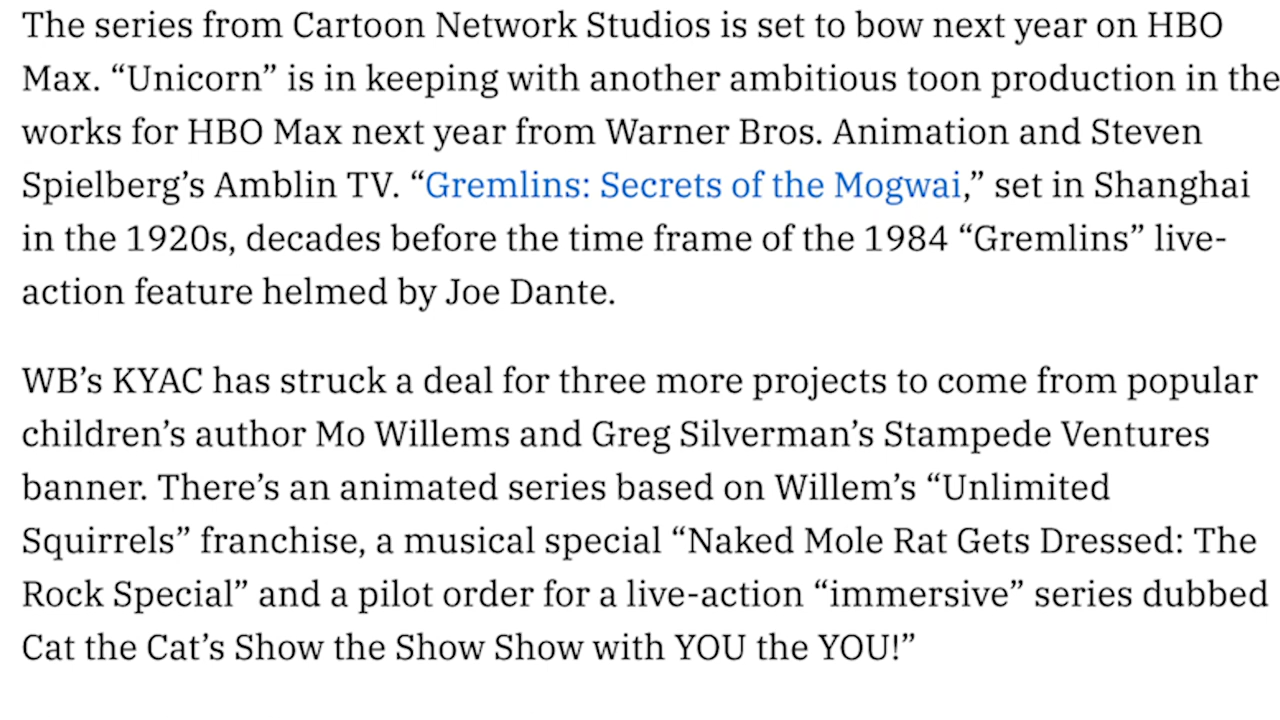 The series from Cartoon Network Studios is set to bow next year on HBO
Max. “Unicorn” is in keeping with another ambitious toon production in the
works for HBO Max next year from Warner Bros. Animation and Steven
Spielberg’s Amblin TV. “Gremlins: Secrets of the Mogwai,” set in Shanghai
in the 1920s, decades before the time frame of the 1984 “Gremlins” live-
action feature helmed by Joe Dante.
WB’s KYAC has struck a deal for three more projects to come from popular
children’s author Mo Willems and Greg Silverman’s Stampede Ventures
banner. There’s an animated series based on Willem’s “Unlimited
Squirrels” franchise, a musical special “Naked Mole Rat Gets Dressed: The
Rock Special” and a pilot order for a live-action “immersive” series dubbed
Cat the Cat’s Show the Show Show with YOU the YOU!”